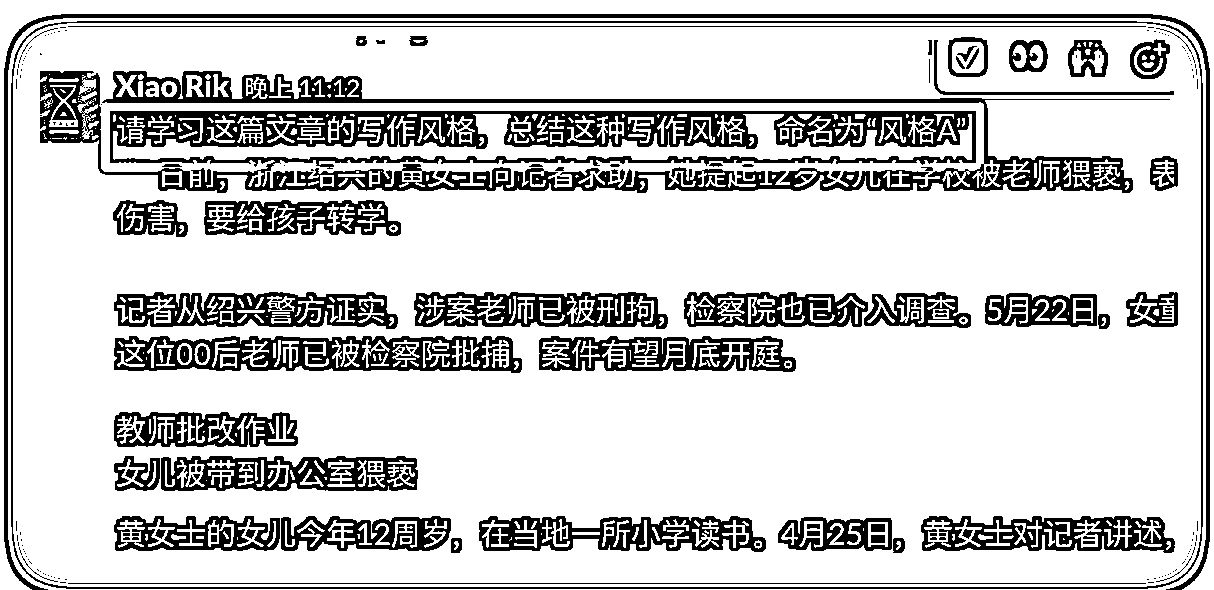 Xiao Rik 晚上 11:12
请学习这篇文章的写作风格，总结这种写作风格，命名为“风格A”
日前，浙江绍兴的黄女士向记者求助，她提起12岁女儿在学校被老师猥亵，表
伤害，要给孩子转学。
记者从绍兴警方证实，涉案老师已被刑拘，检察院也已介入调查。5月22日，女童
这位00后老师已被检察院批捕，案件有望月底开庭。
教师批改作业
女儿被带到办公室猥亵
黄女士的女儿今年12周岁，在当地一所小学读书。4月25日，黄女士对记者讲述，